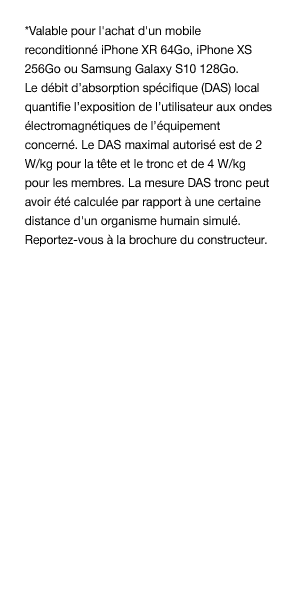 *Valable pour l'achat d'un mobile
reconditionné iPhone XR 64Go, iPhone XS
256Go ou Samsung Galaxy S10 128Go.
Le débit d’absorption spécifique (DAS) local
quantifie l’exposition de l’utilisateur aux ondes
électromagnétiques de l’équipement
concerné. Le DAS maximal autorisé est de 2
W/kg pour la tête et le tronc et de 4 W/kg
pour les membres. La mesure DAS tronc peut
avoir été calculée par rapport à une certaine
distance d'un organisme humain simulé.
Reportez-vous à la brochure du constructeur.